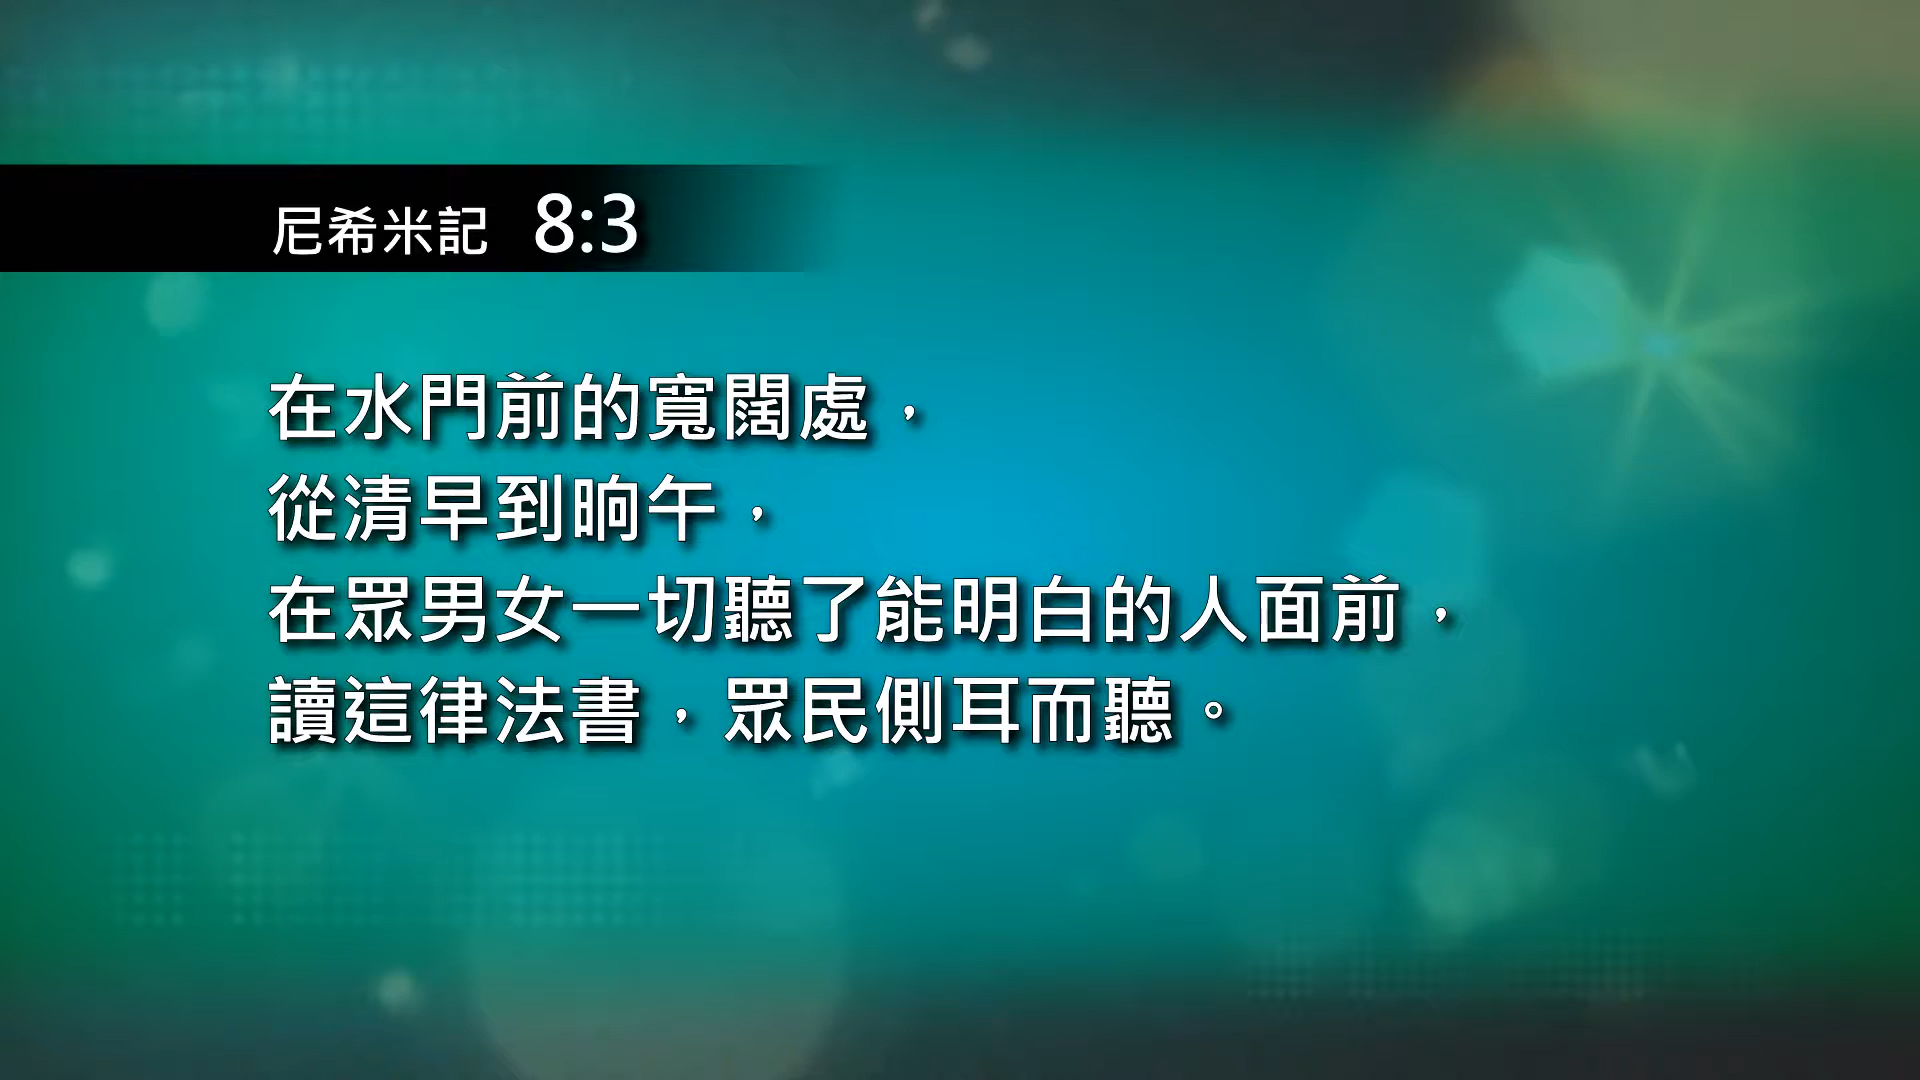 尼希米記 8:3
在水門前的寬闊處，
從清早到晌午，
在眾男女一切聽了能明白的人面前，
讀這律法書，眾民側耳而聽。